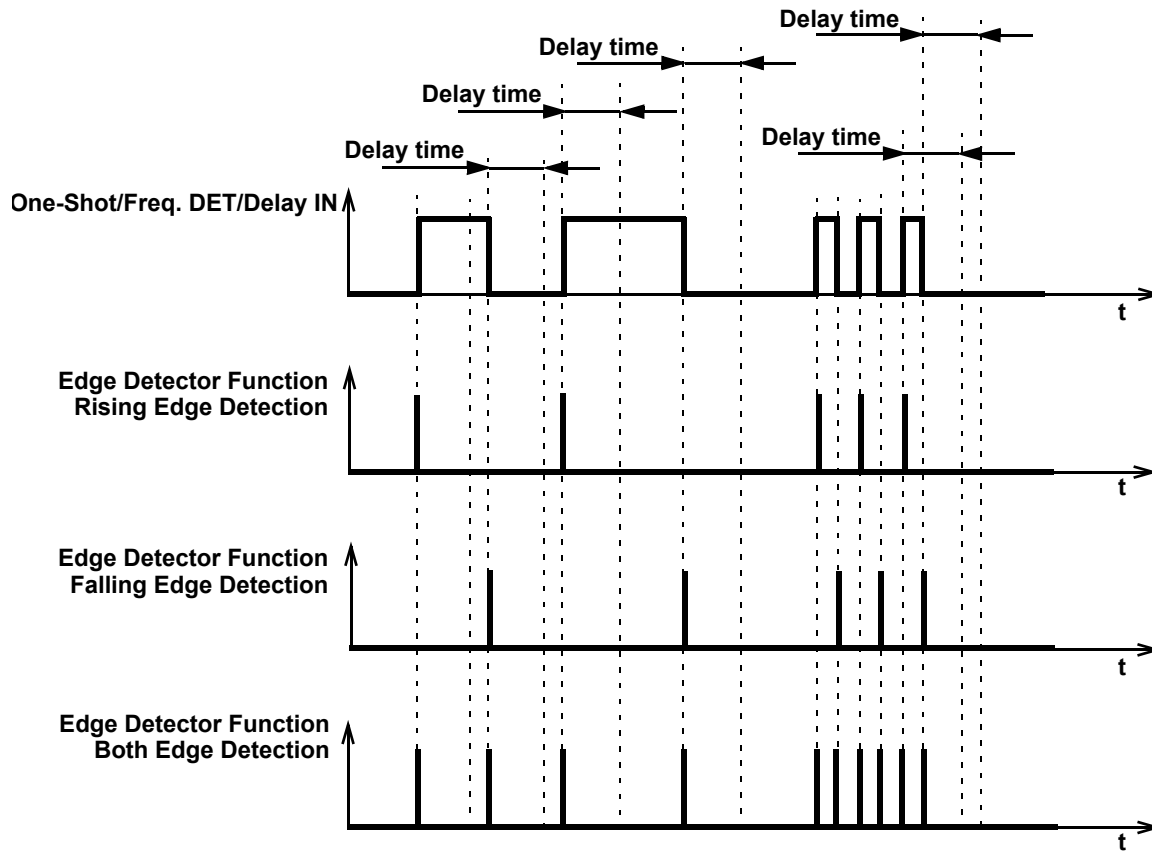 Delay time
Delay time
Delay time
Delay time
Delay time
One-Shot/Freq. DET/Delay IN
t
Edge Detector Function
Rising Edge Detection
t
Edge Detector Function
Falling Edge Detection
t
Edge Detector Function
Both Edge Detection
t